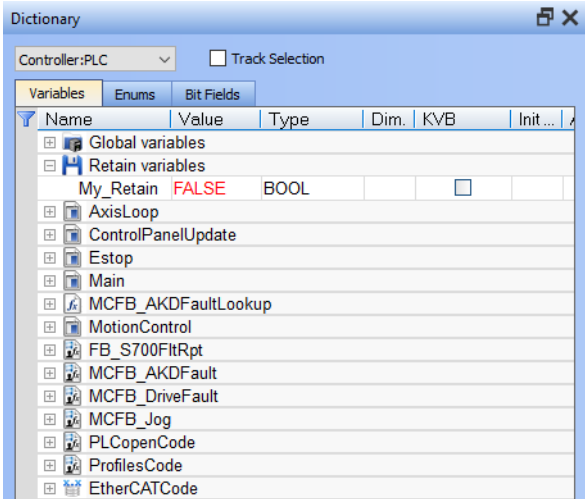 Dictionary
Controller:PLC Track Selection
Variables Enums Bit Fields
Name Value Type Dim. KVB Init ...
Global variables
Retain variables
My_Retain FALSE BOOL
AxisLoop
ControlPanelUpdate
Estop
Main
MCFB_AKDFaultLookup
MotionControl
FB_S700FltRpt
MCFB_AKDFault
MCFB_DriveFault
MCFB_Jog
PLCopenCode
ProfilesCode
EtherCATCode